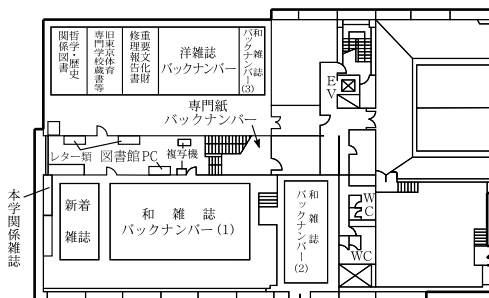 哲学・歴史
関係図書
旧東京体育
専門学校蔵書等
重要文化財
修理報告書
洋雑誌
バックナンバー
和雑誌
バックナンバー(3)
EV
専門紙
バックナンバー
レター類
図書館PC
複写機
本学関係雑誌
新着
雑誌
和雑誌
バックナンバー(1)
和雑誌
バックナンバー(2)
WC
WC